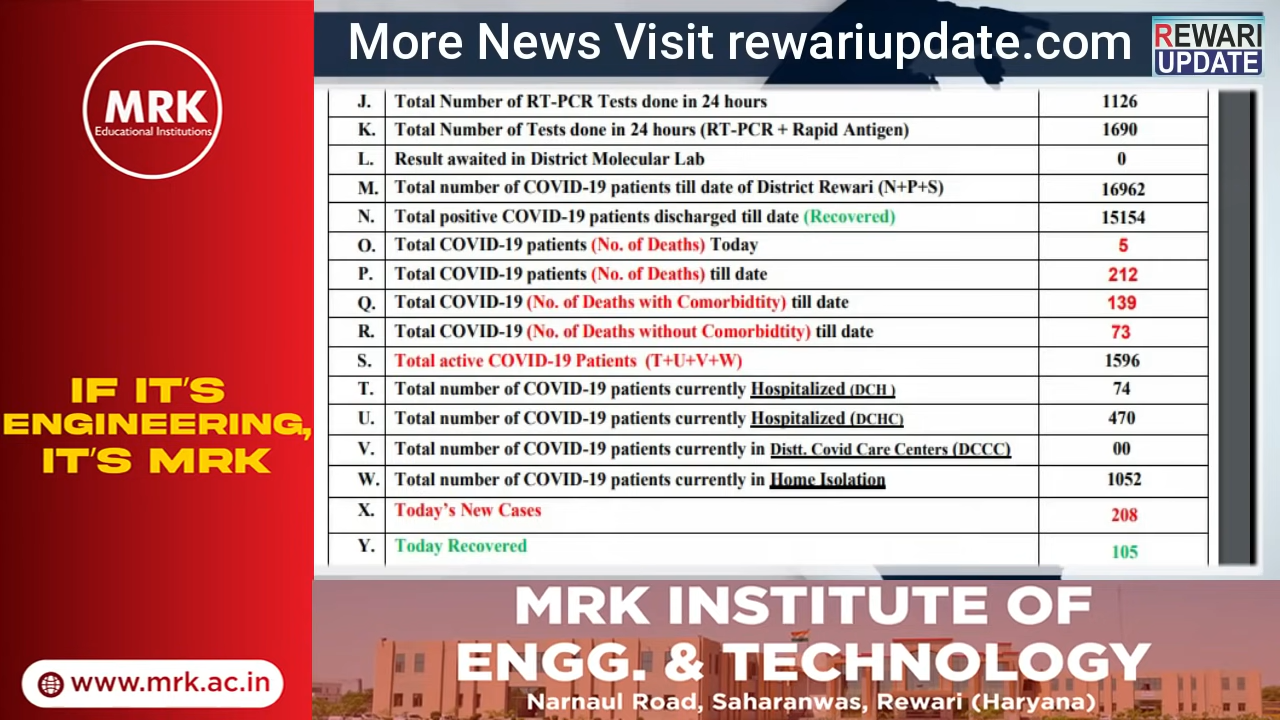 More News Visit rewariupdate.com
REWARI
UPDATE
MRK
Educational Institutions
IF IT'S
ENGINEERING,
IT'S MRK
www.mrk.ac.in
J. Total Number of RT-PCR Tests done in 24 hours 1126
K. Total Number of Tests done in 24 hours (RT-PCR + Rapid Antigen) 1690
L. Result awaited in District Molecular Lab 0
M. Total number of COVID-19 patients till date of District Rewari (N+P+S) 16962
N. Total positive COVID-19 patients discharged till date (Recovered) 15154
O. Total COVID-19 patients (No. of Deaths) Today 5
P. Total COVID-19 patients (No. of Deaths) till date 212
Q. Total COVID-19 (No. of Deaths with Comorbidtity) till date 139
R. Total COVID-19 (No. of Deaths without Comorbidtity) till date 73
S. Total active COVID-19 Patients (T+U+V+W) 1596
T. Total number of COVID-19 patients currently Hospitalized (DCH ) 74
U. Total number of COVID-19 patients currently Hospitalized (DCHC) 470
V. Total number of COVID-19 patients currently in Distt. Covid Care Centers (DCCC) 00
W. Total number of COVID-19 patients currently in Home Isolation 1052
X. Today's New Cases 208
Y. Today Recovered 105
MRK INSTITUTE OF
ENGG. & TECHNOLOGY
Narnaul Road, Saharanwas, Rewari (Haryana)